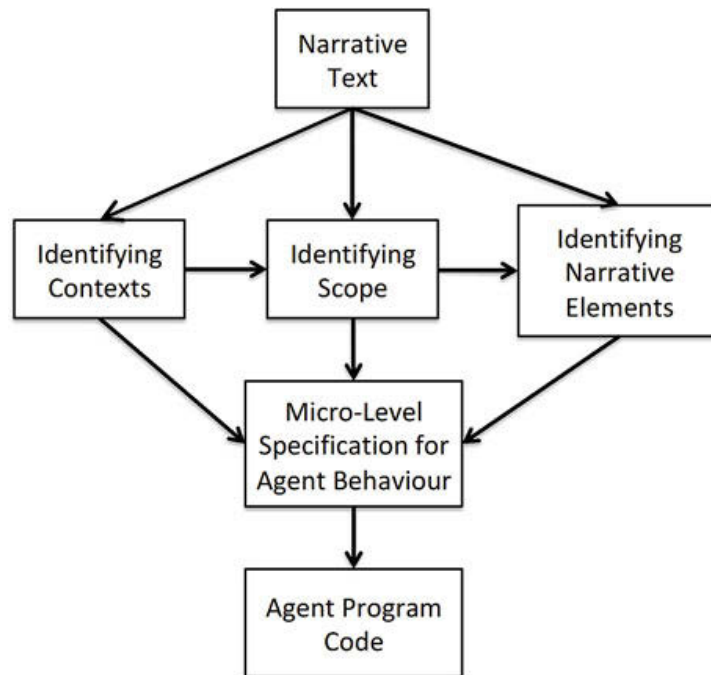 Narrative
Text
Identifying
Contexts
Identifying
Scope
Identifying
Narrative
Elements
Micro-Level
Specification for
Agent Behaviour
Agent Program
Code